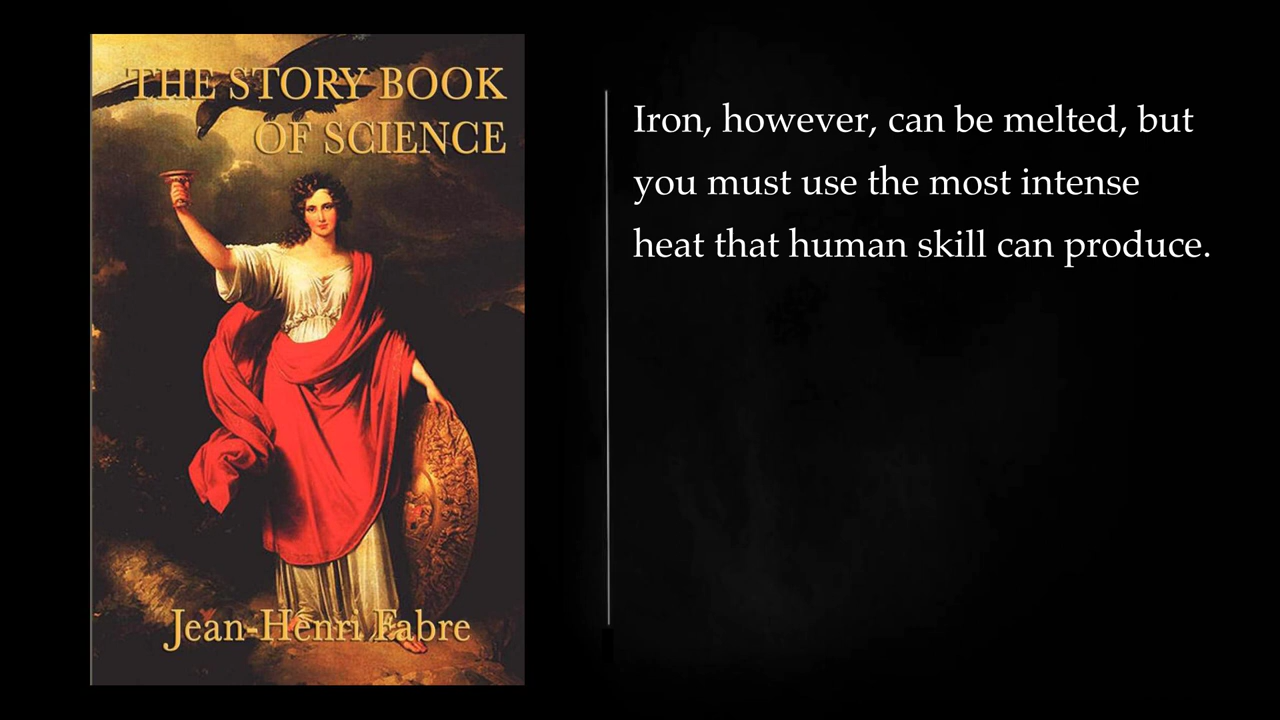 THE STORY BOOK
OF SCIENCE
Jean-Henri Fabre
Iron, however, can be melted, but
you must use the most intense
heat that human skill can produce.